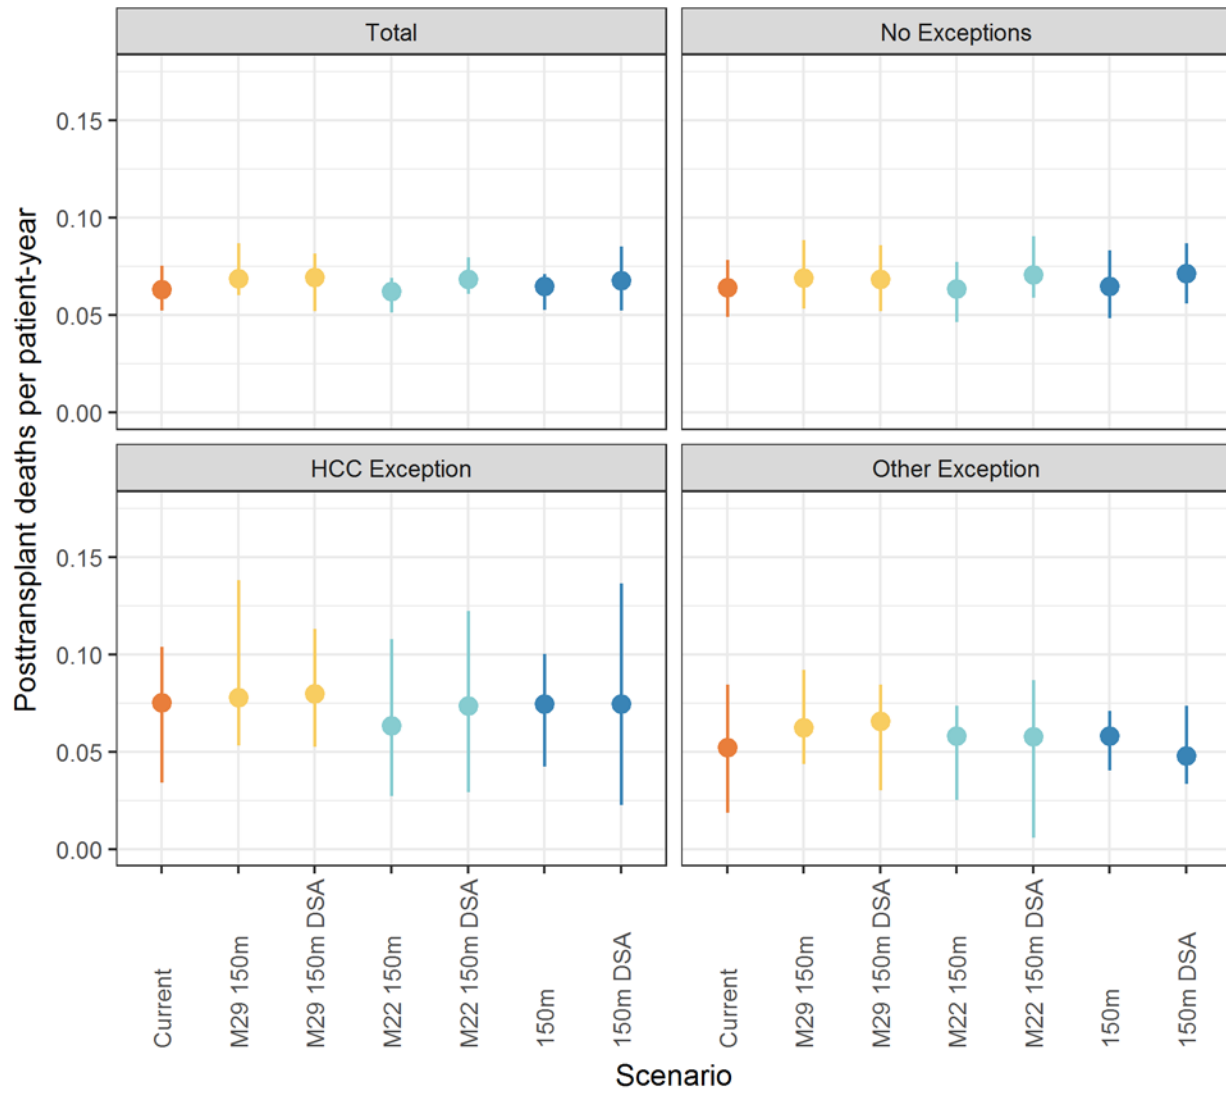 Total
No Exceptions
0.15
0.10
0.05
0.00
HCC Exception
Other Exception
0.15
0.10
0.05
0.00
Posttransplant deaths per patient-year
Current
M29 150m
M29 150m DSA
M22 150m
M22 150m DSA
150m
150m DSA
Current
M29 150m
M29 150m DSA
M22 150m
M22 150m DSA
150m
150m DSA
Scenario